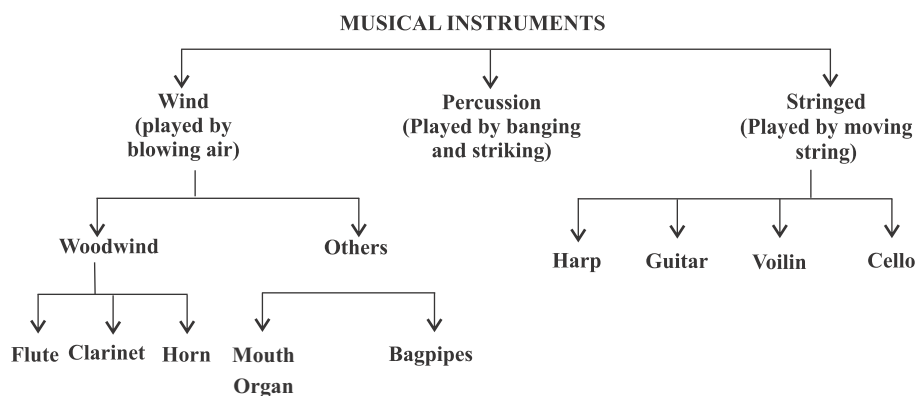 MUSICAL INSTRUMENTS
Wind
(played by
blowing air)
Percussion
(Played by banging
and striking)
Stringed
(Played by moving
string)
Woodwind
Others
Harp
Guitar
Voilin
Cello
Flute
Clarinet
Horn
Mouth
Organ
Bagpipes